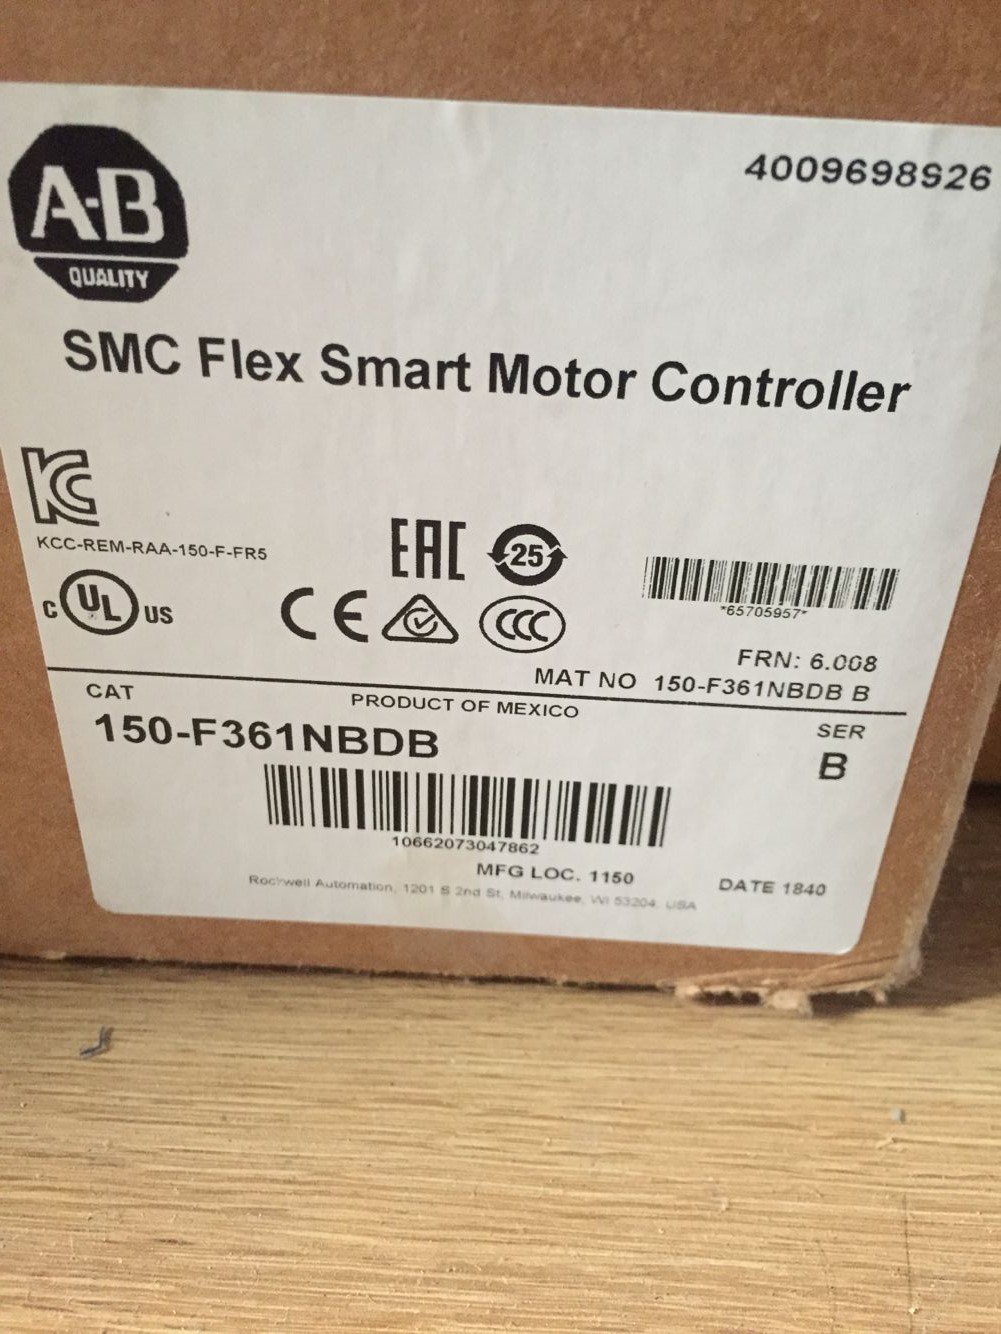 A-B
QUALITY
4009698926
SMC Flex Smart Motor Controller
KC
KCC-REM-RAA-150-F-FR5
EAC
25
C UL US
CE
CCC
*65705957*
FRN: 6.008
MAT NO 150-F361NBDB B
CAT
PRODUCT OF MEXICO
SER
150-F361NBDB
B
10662073047862
MFG LOC. 1150
DATE 1840
Rockwell Automation, 1201 S 2nd St, Milwaukee, WI 53204 USA